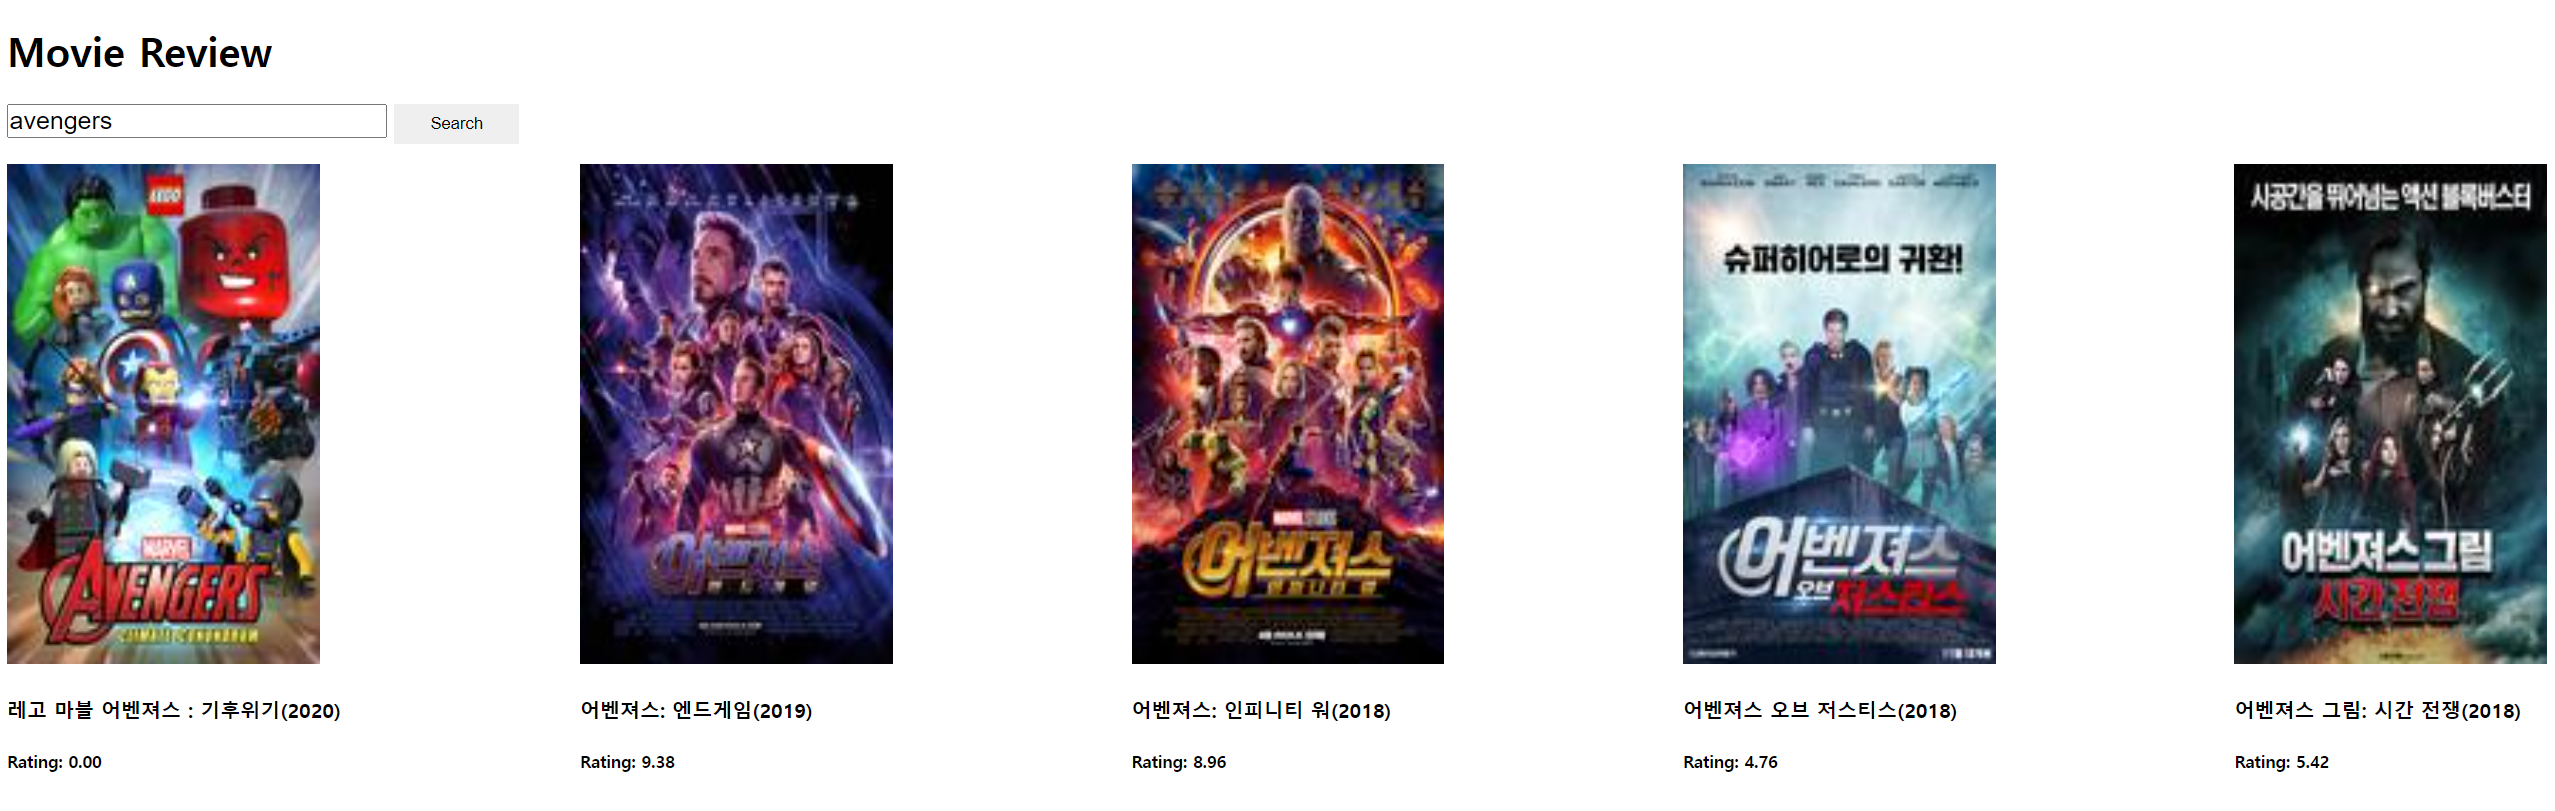 Movie Review
avengers
Search
LEGO
MARVEL
AVENGERS
CLIMATE CONUNDRUM
어벤져스
MARVEL STUDIOS
어벤져스
인피니티 워
슈퍼히어로의 귀환!
어벤져스
오브 저스티스
시공간을 뛰어넘는 액션 블록버스터
어벤져스 그림
시간 전쟁
레고 마블 어벤져스 : 기후위기(2020)
어벤져스: 엔드게임(2019)
어벤져스: 인피니티 워(2018)
어벤져스 오브 저스티스(2018)
어벤져스 그림: 시간 전쟁(2018)
Rating: 0.00
Rating: 9.38
Rating: 8.96
Rating: 4.76
Rating: 5.42